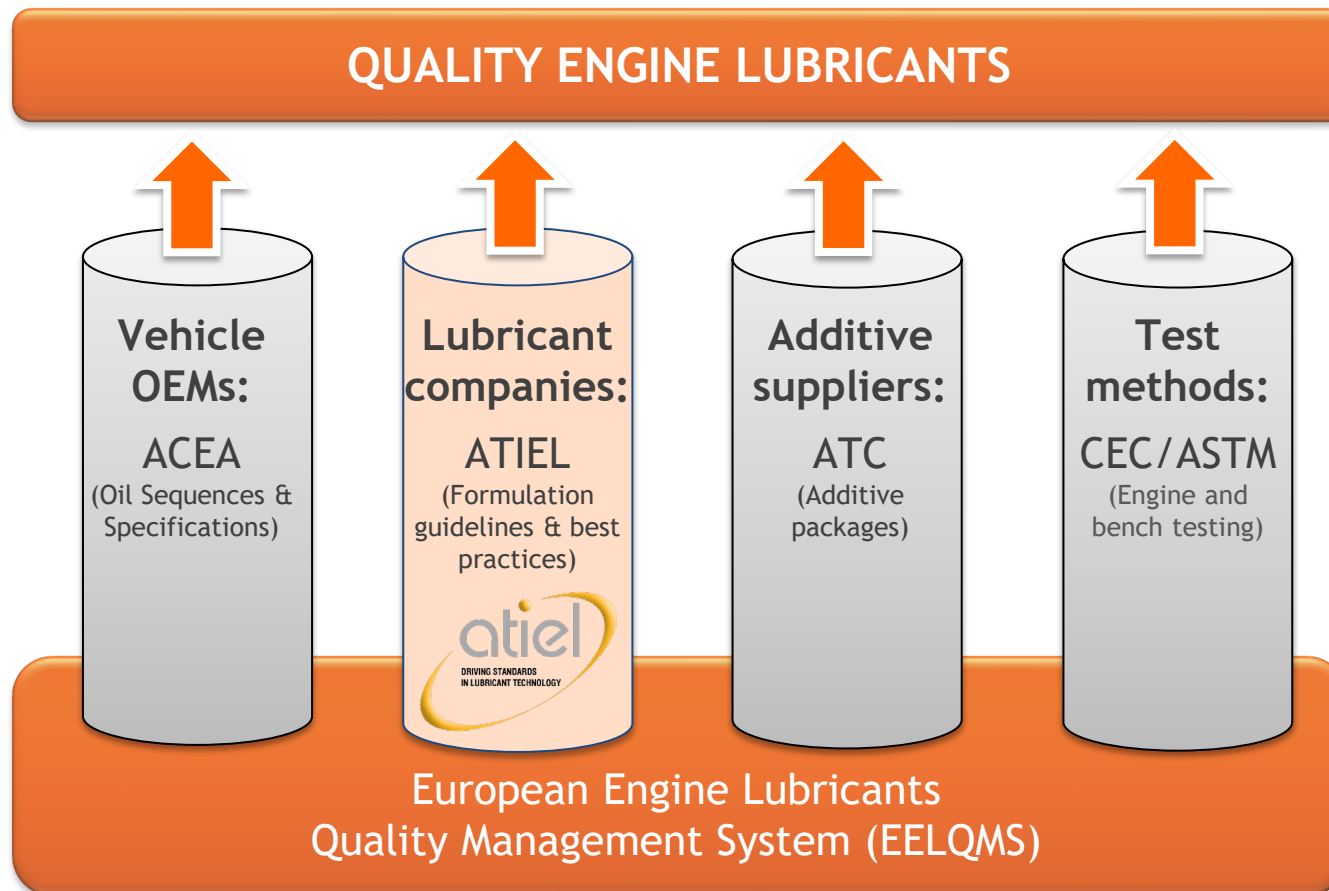 QUALITY ENGINE LUBRICANTS
Vehicle
OEMs:
ACEA
(Oil Sequences &
Specifications)
Lubricant
companies:
ATIEL
(Formulation
guidelines & best
practices)
atiel
DRIVING STANDARDS
IN LUBRICANT TECHNOLOGY
Additive
suppliers:
ATC
(Additive
packages)
Test
methods:
CEC/ASTM
(Engine and
bench testing)
European Engine Lubricants
Quality Management System (EELQMS)